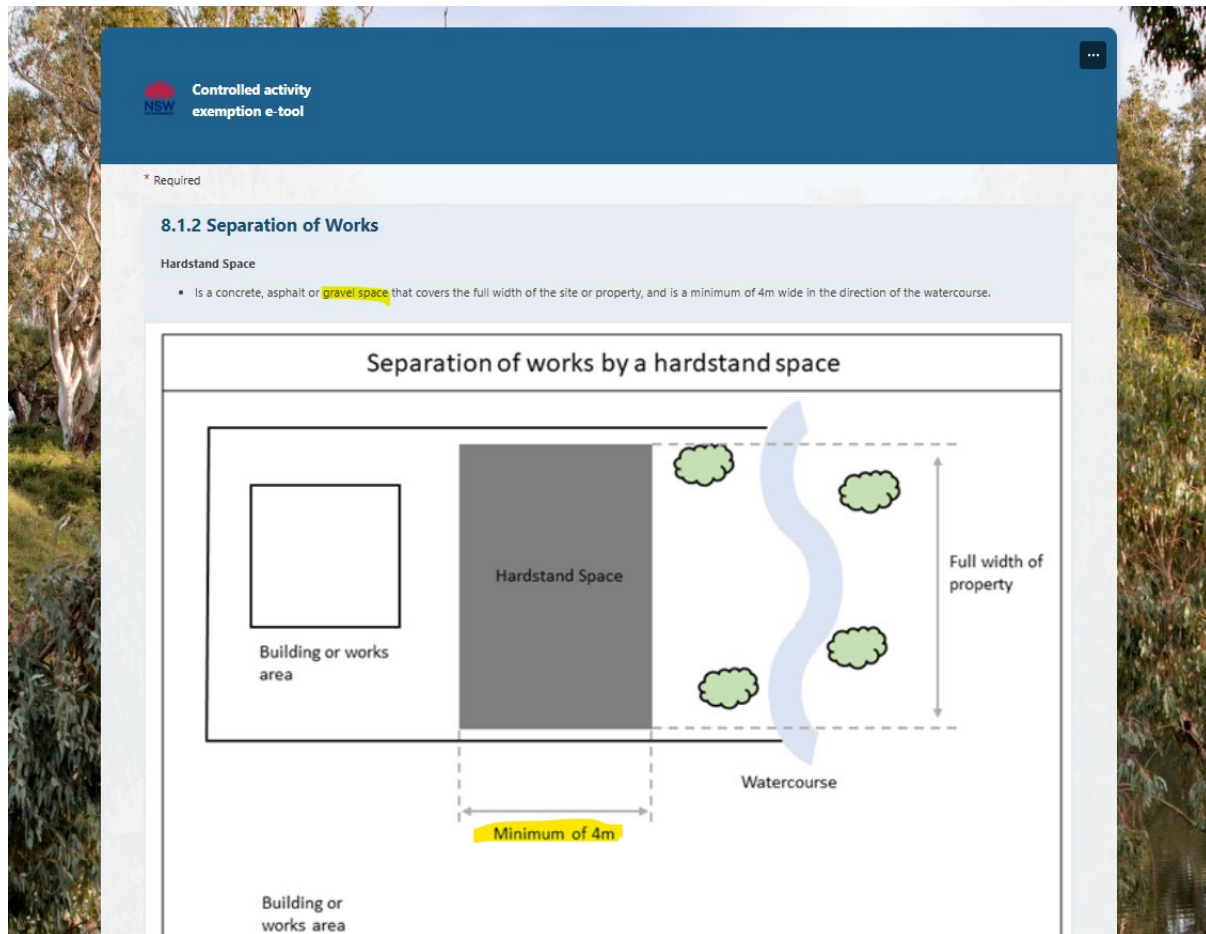 NSW
GOVERNMENT
Controlled activity
exemption e-tool
* Required
8.1.2 Separation of Works
Hardstand Space
• Is a concrete, asphalt or gravel space that covers the full width of the site or property, and is a minimum of 4m wide in the direction of the watercourse.
Separation of works by a hardstand space
Hardstand Space
Full width of
property
Building or works
area
Watercourse
Minimum of 4m
Building or
works area